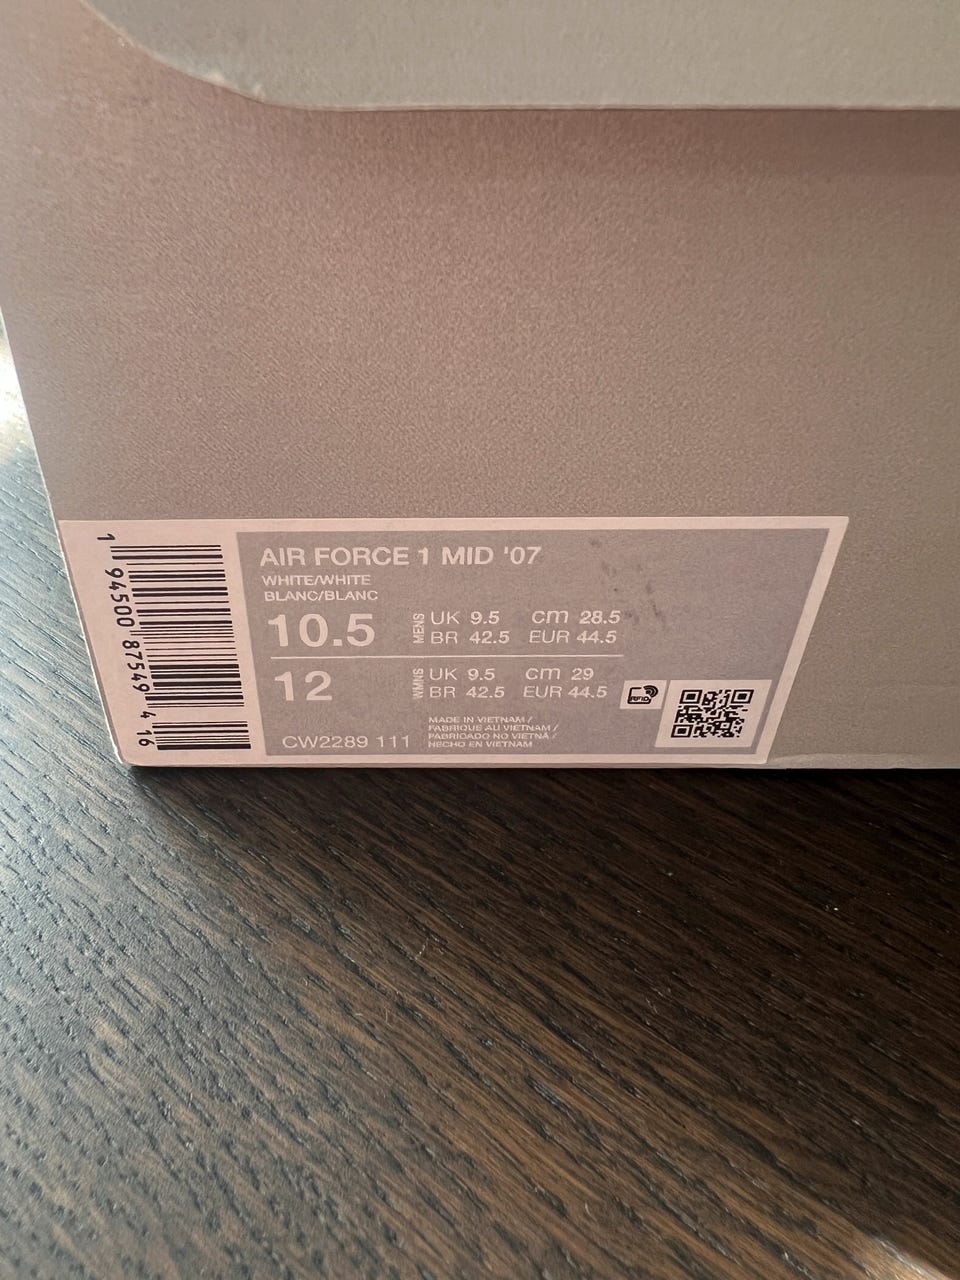 AIR FORCE 1 MID '07
WHITE/WHITE
BLANC/BLANC
10.5 MENS UK 9.5 cm 28.5
BR 42.5 EUR 44.5
12 WMNS UK 9.5 cm 29
BR 42.5 EUR 44.5
RFID
CW2289 111
MADE IN VIETNAM /
FABRIQUE AU VIETNAM /
FABRICADO NO VIETNÃ /
HECHO EN VIETNAM
1 94500 87549 4 16